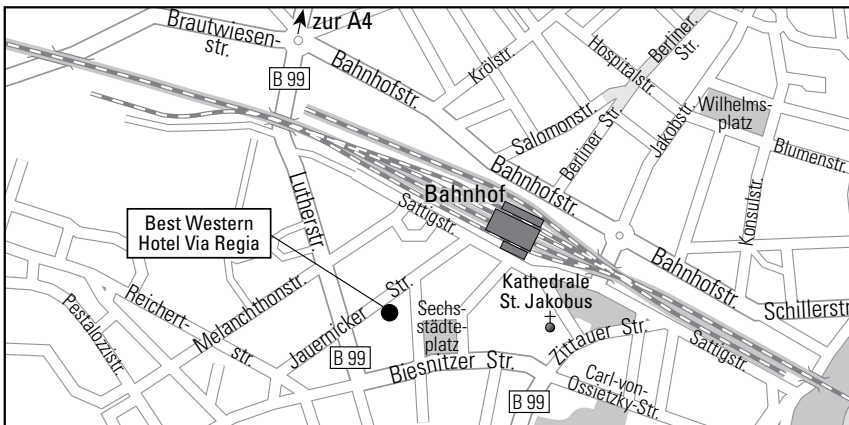 zur A4
Brautwiesen-
str.
B 99
Bahnhofstr.
Krölstr.
Hospitalstr.
Berliner
Str.
Wilhelms-
platz
Salomonstr.
Berliner Str.
Jakobstr.
Blumenstr.
Konsulstr.
Bahnhof
Bahnhofstr.
Sattigstr.
Lutherstr.
Best Western
Hotel Via Regia
Kathedrale
St. Jakobus
Bahnhofstr.
Schillerstr
Pestalozzistr.
Reichert-
str.
Melanchthonstr.
Jauernicker Str.
Sechs-
städte-
platz
B 99
Biesnitzer Str.
Zittauer Str.
Sattigstr.
B 99
Carl-von-
Ossietzky-Str.